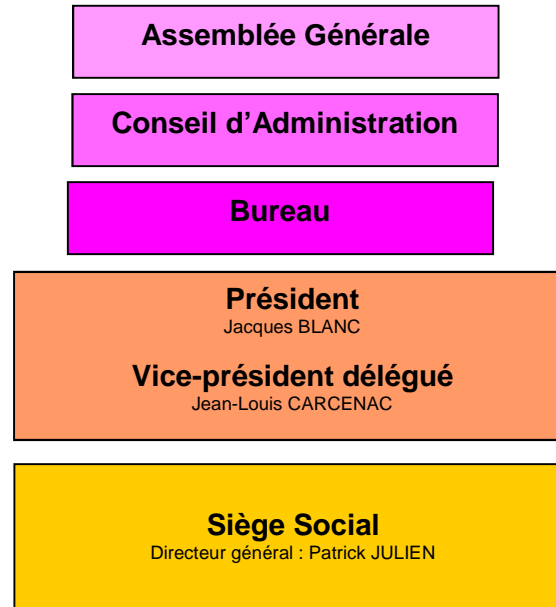 Assemblée Générale
Conseil d'Administration
Bureau
Président
Jacques BLANC
Vice-président délégué
Jean-Louis CARCENAC
Siège Social
Directeur général : Patrick JULIEN